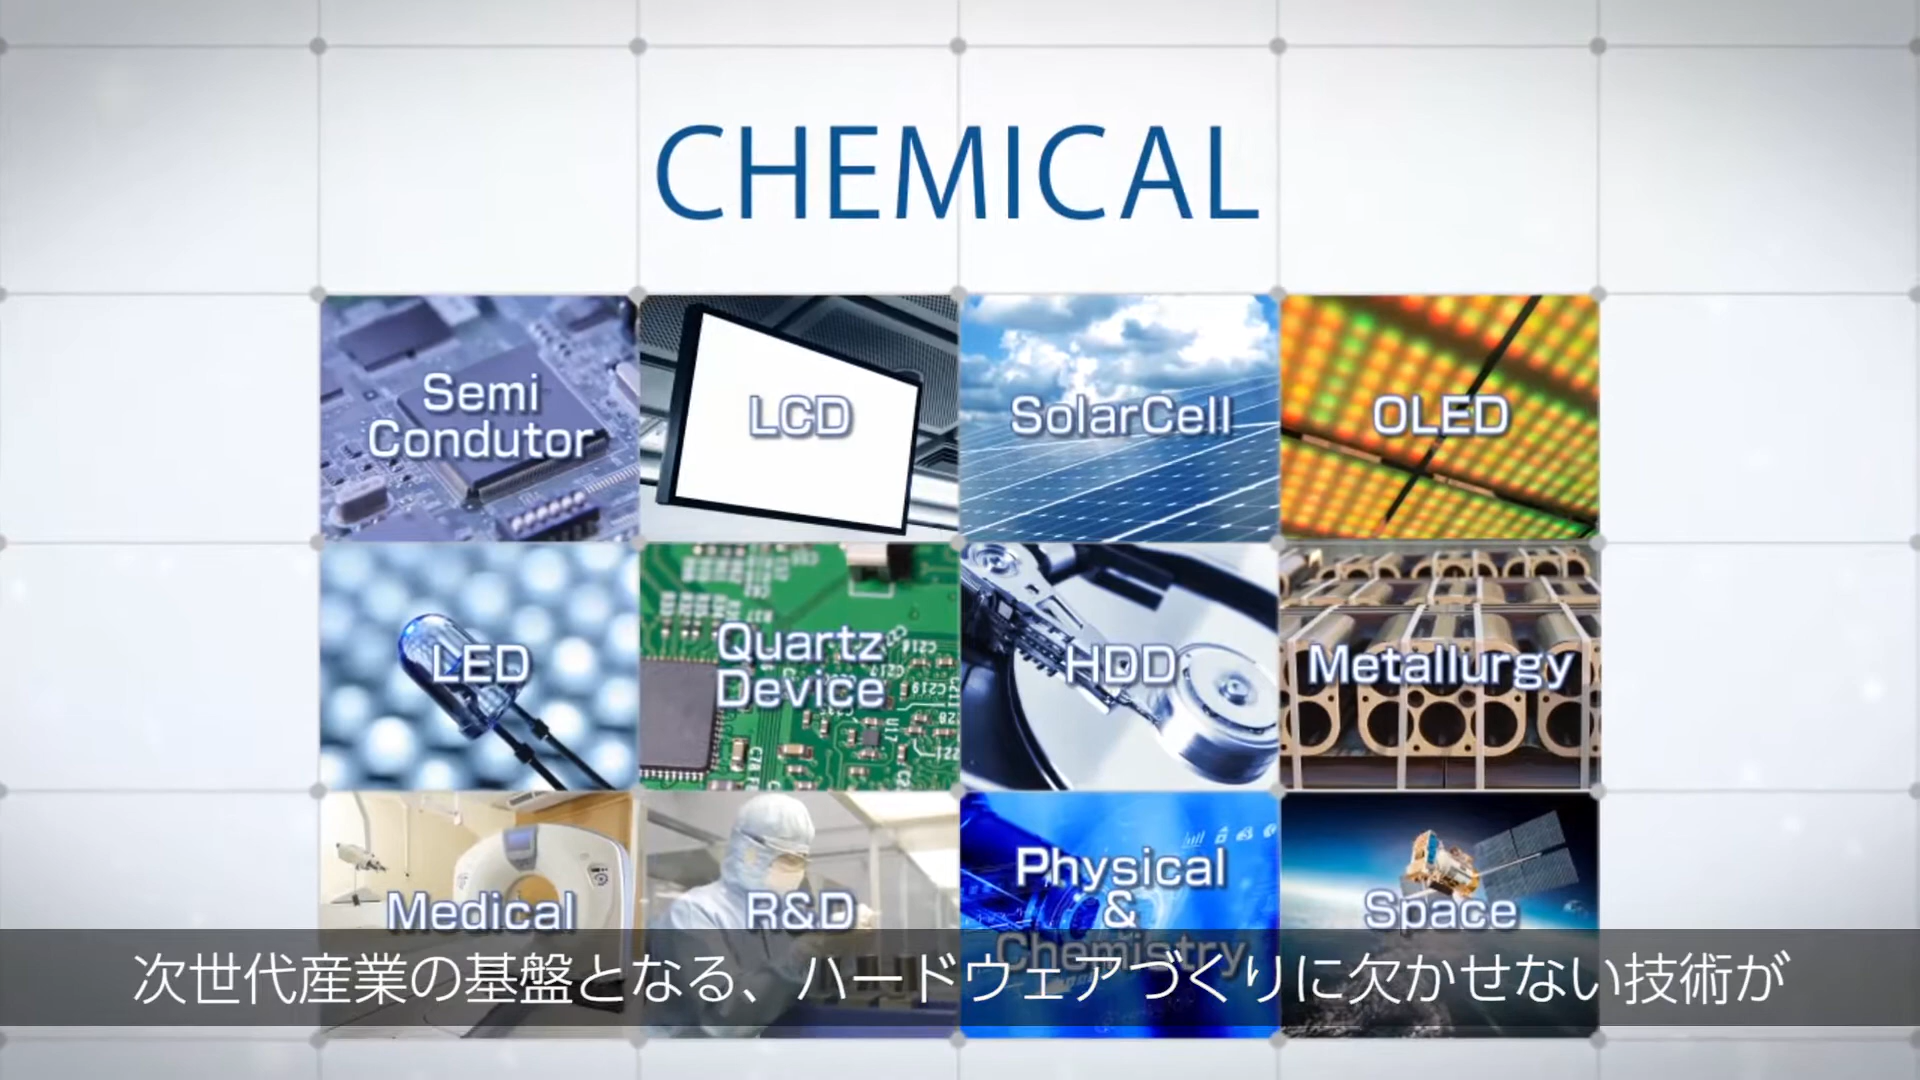 CHEMICAL
Semi
Condutor
LCD
SolarCell
OLED
LED
Quartz
Device
HDD
Metallurgy
Medical
R&D
Physical
&
Chemistry
Space
次世代産業の基盤となる、ハードウェアづくりに欠かせない技術が